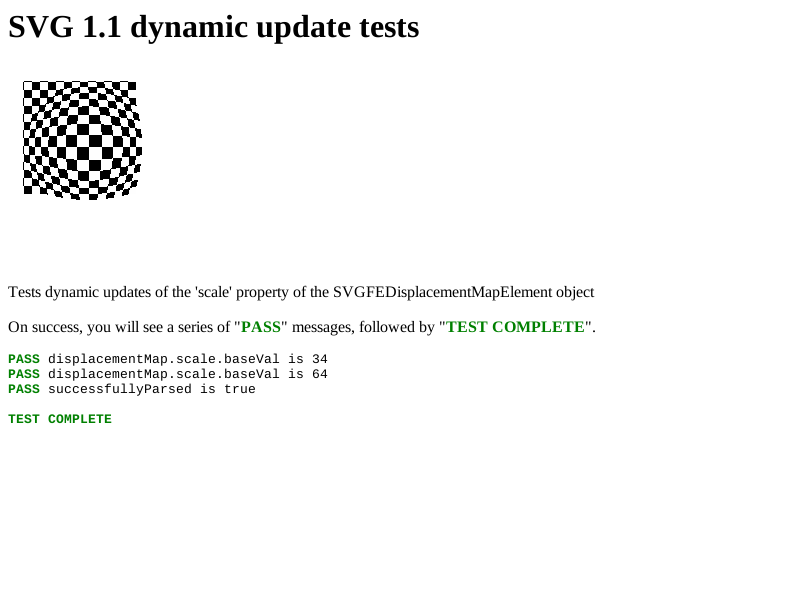 SVG 1.1 dynamic update tests
Tests dynamic updates of the 'scale' property of the SVGFEDisplacementMapElement object
On success, you will see a series of "PASS" messages, followed by "TEST COMPLETE".
PASS displacementMap.scale.baseVal is 34
PASS displacementMap.scale.baseVal is 64
PASS successfullyParsed is true
TEST COMPLETE